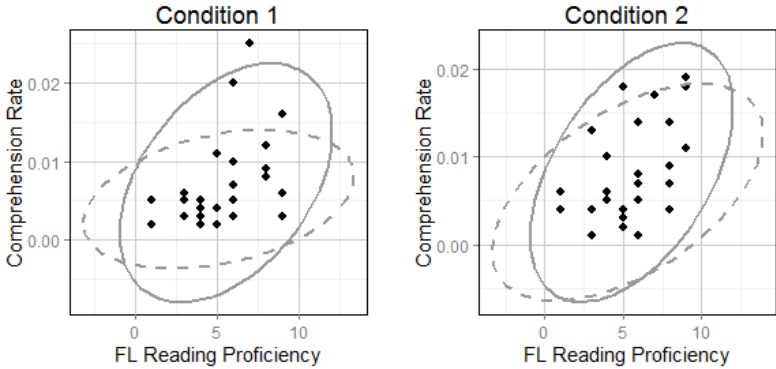 Condition 1
Comprehension Rate
0.02
0.01
0.00
0
5
10
FL Reading Proficiency
Condition 2
Comprehension Rate
0.02
0.01
0.00
0
5
10
FL Reading Proficiency